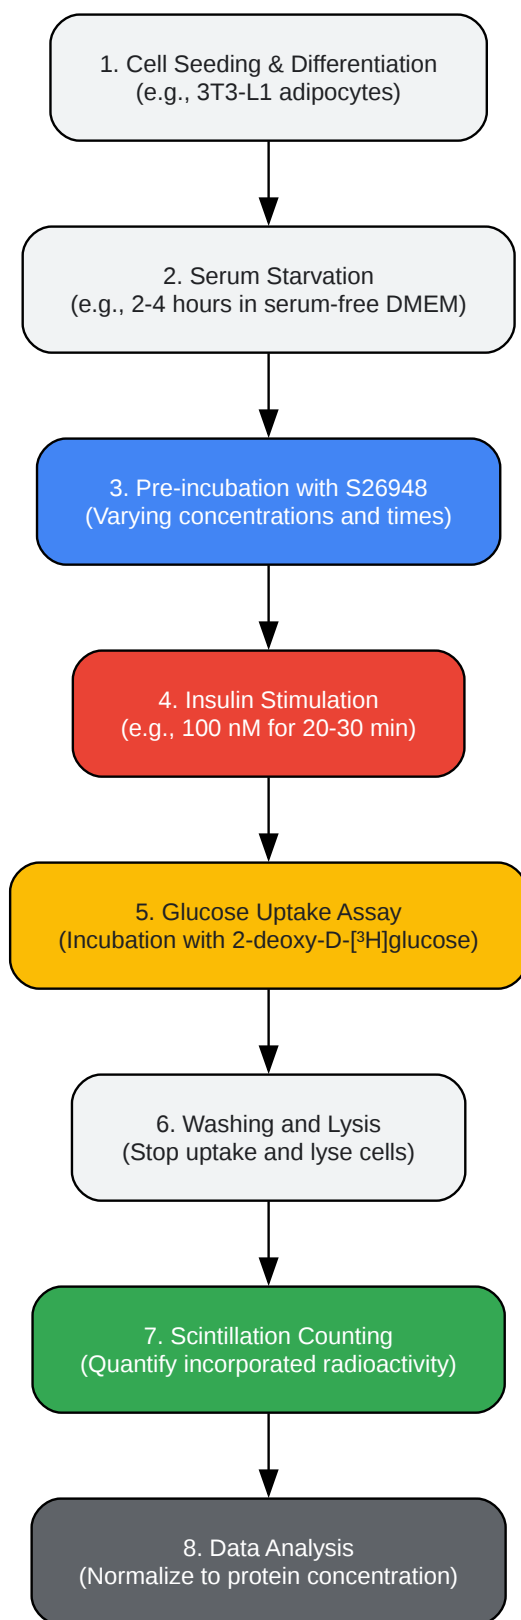 1. Cell Seeding & Differentiation
(e.g., 3T3-L1 adipocytes)
2. Serum Starvation
(e.g., 2-4 hours in serum-free DMEM)
3. Pre-incubation with S26948
(Varying concentrations and times)
4. Insulin Stimulation
(e.g., 100 nM for 20-30 min)
5. Glucose Uptake Assay
(Incubation with 2-deoxy-D-[³H]glucose)
6. Washing and Lysis
(Stop uptake and lyse cells)
7. Scintillation Counting
(Quantify incorporated radioactivity)
8. Data Analysis
(Normalize to protein concentration)